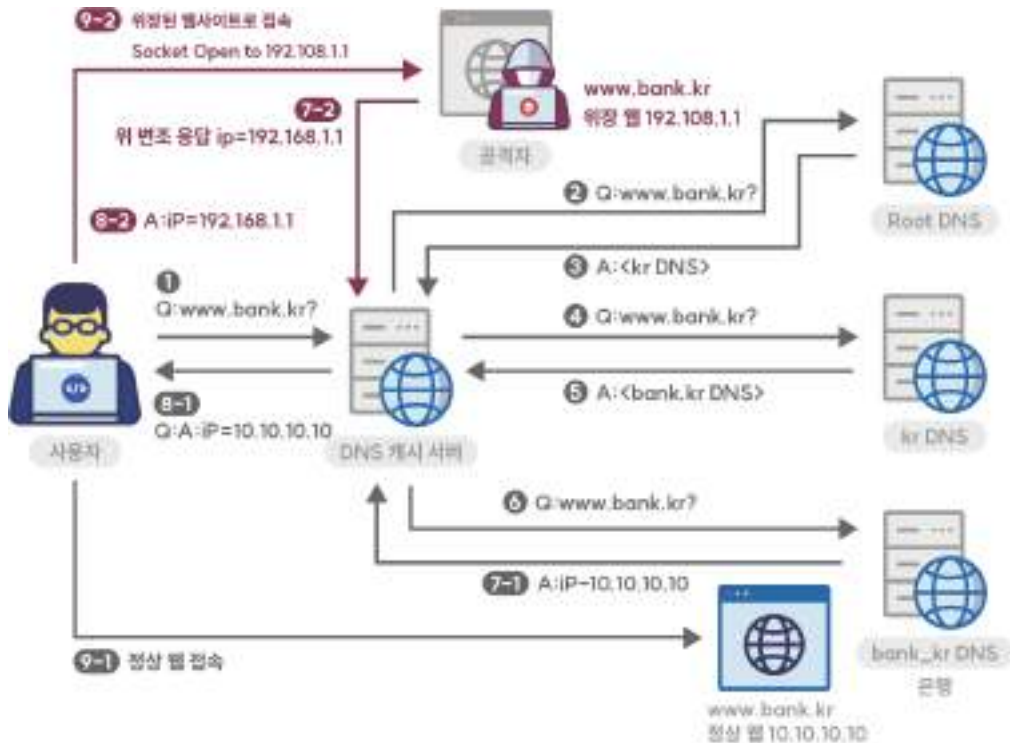 9-2 위장된 웹사이트로 접속
Socket Open to 192.108.1.1
7-2
위 변조 응답 ip=192.168.1.1
www.bank.kr
위장 웹 192.108.1.1
공격자
8-2 A:iP=192.168.1.1
2 Q:www.bank.kr?
Root DNS
3 A:<kr DNS>
1
Q:www.bank.kr?
4 Q:www.bank.kr?
5 A:<bank.kr DNS>
8-1
Q:A:iP=10.10.10.10
사용자
DNS 캐시 서버
kr DNS
6 Q:www.bank.kr?
7-1 A:iP-10.10.10.10
9-1 정상 웹 접속
bank_kr DNS
은행
www.bank.kr
정상 웹 10.10.10.10